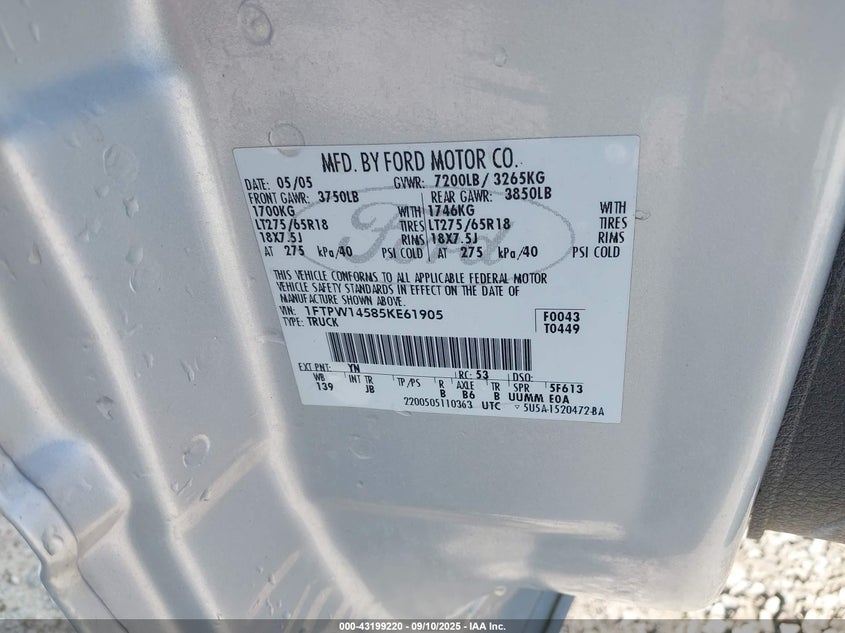 MFD. BY FORD MOTOR CO.
DATE: 05/05 GVWR: 7200LB/ 3265KG
FRONT GAWR: 3750LB REAR GAWR: 3850LB
1700KG WITH 1746KG WITH
LT275/65R18 TIRES LT275/65R18 TIRES
18X7.5J RIMS 18X7.5J RIMS
AT 275 kPa/40 PSI COLD AT 275 kPa/40 PSI COLD
Ford
THIS VEHICLE CONFORMS TO ALL APPLICABLE FEDERAL MOTOR
VEHICLE SAFETY STANDARDS IN EFFECT ON THE DATE OF
MANUFACTURE SHOWN ABOVE.
VIN: 1FTPW14585KE61905 F0043
TYPE: TRUCK T0449
EXT PNT: YN RC: 53 DSO:
WB INT TR TP/PS R AXLE TR SPR 5F613
139 JB B B6 B UUMM E0A
2200505110363 UTC ▽ 5U5A-1520472-BA
000-43199220 - 09/10/2025 - IAA Inc.